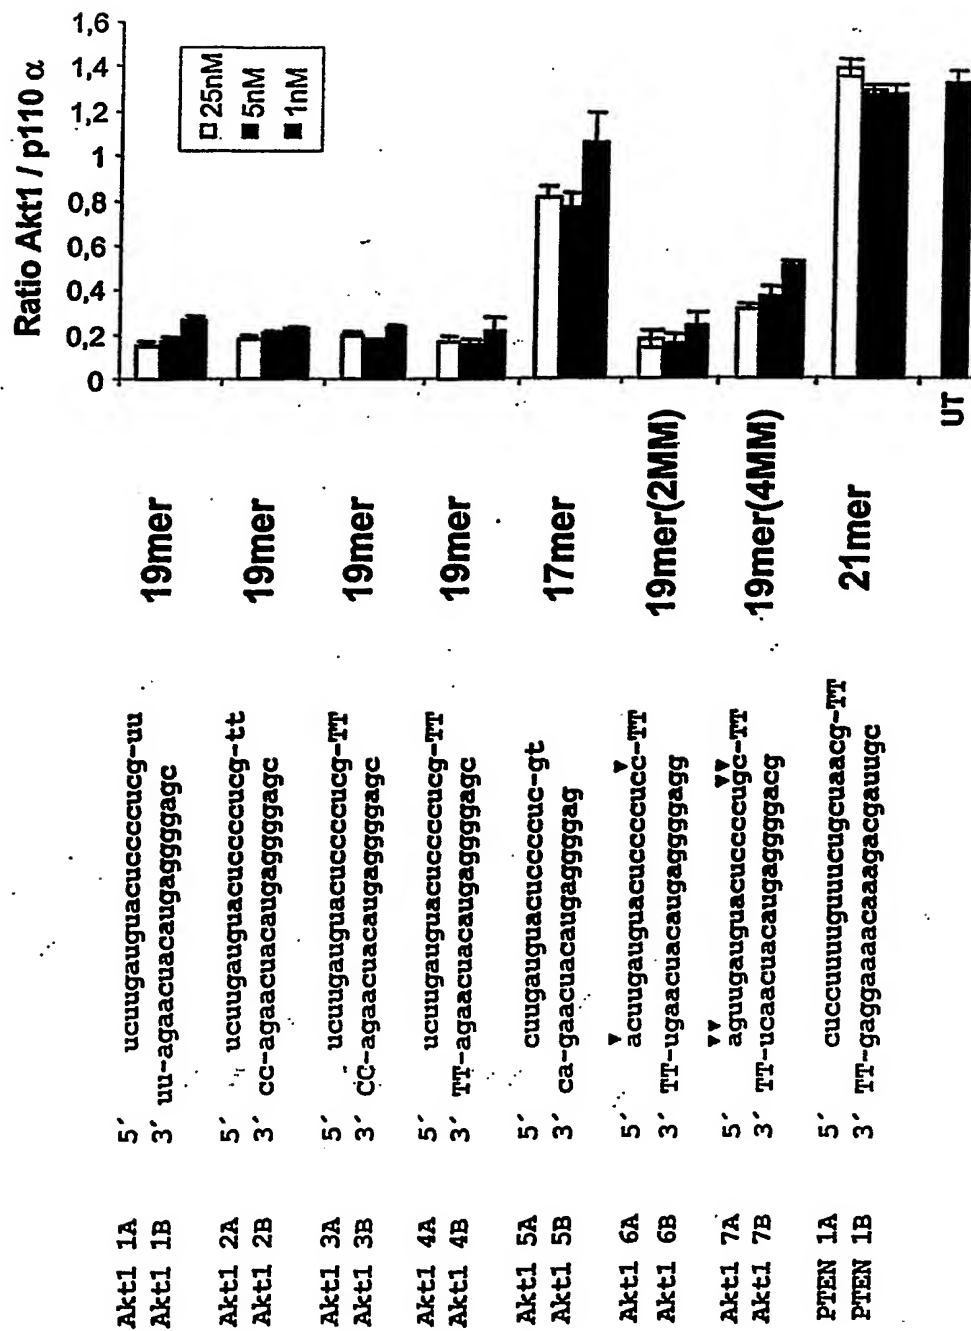 Ratio Akt1 / p110 α
1,6
1,4
1,2
1
0,8
0,6
0,4
0,2
0
25nM
5nM
1nM
Akt1 1A 5´ ucuugauguacuccccucg-uu 19mer
Akt1 1B 3´ uu-agaacuacaugaggggagc
Akt1 2A 5´ ucuugauguacuccccucg-tt 19mer
Akt1 2B 3´ cc-agaacuacaugaggggagc
Akt1 3A 5´ ucuugauguacuccccucg-TT 19mer
Akt1 3B 3´ CC-agaacuacaugaggggagc
Akt1 4A 5´ ucuugauguacuccccucg-TT 19mer
Akt1 4B 3´ TT-agaacuacaugaggggagc
Akt1 5A 5´ cuugauguacuccccuc-gt 17mer
Akt1 5B 3´ ca-gaacuacaugaggggag
Akt1 6A 5´ acuugauguacuccccucc-TT 19mer(2MM)
Akt1 6B 3´ TT-ugaacuacaugaggggagg
Akt1 7A 5´ aguugauguacuccccugc-TT 19mer(4MM)
Akt1 7B 3´ TT-ucaacuacaugaggggacg
PTEN 1A 5´ cuccuuuuguuucugcuaacg-TT 21mer
PTEN 1B 3´ TT-gaggaaaacaaagacgauugc
UT